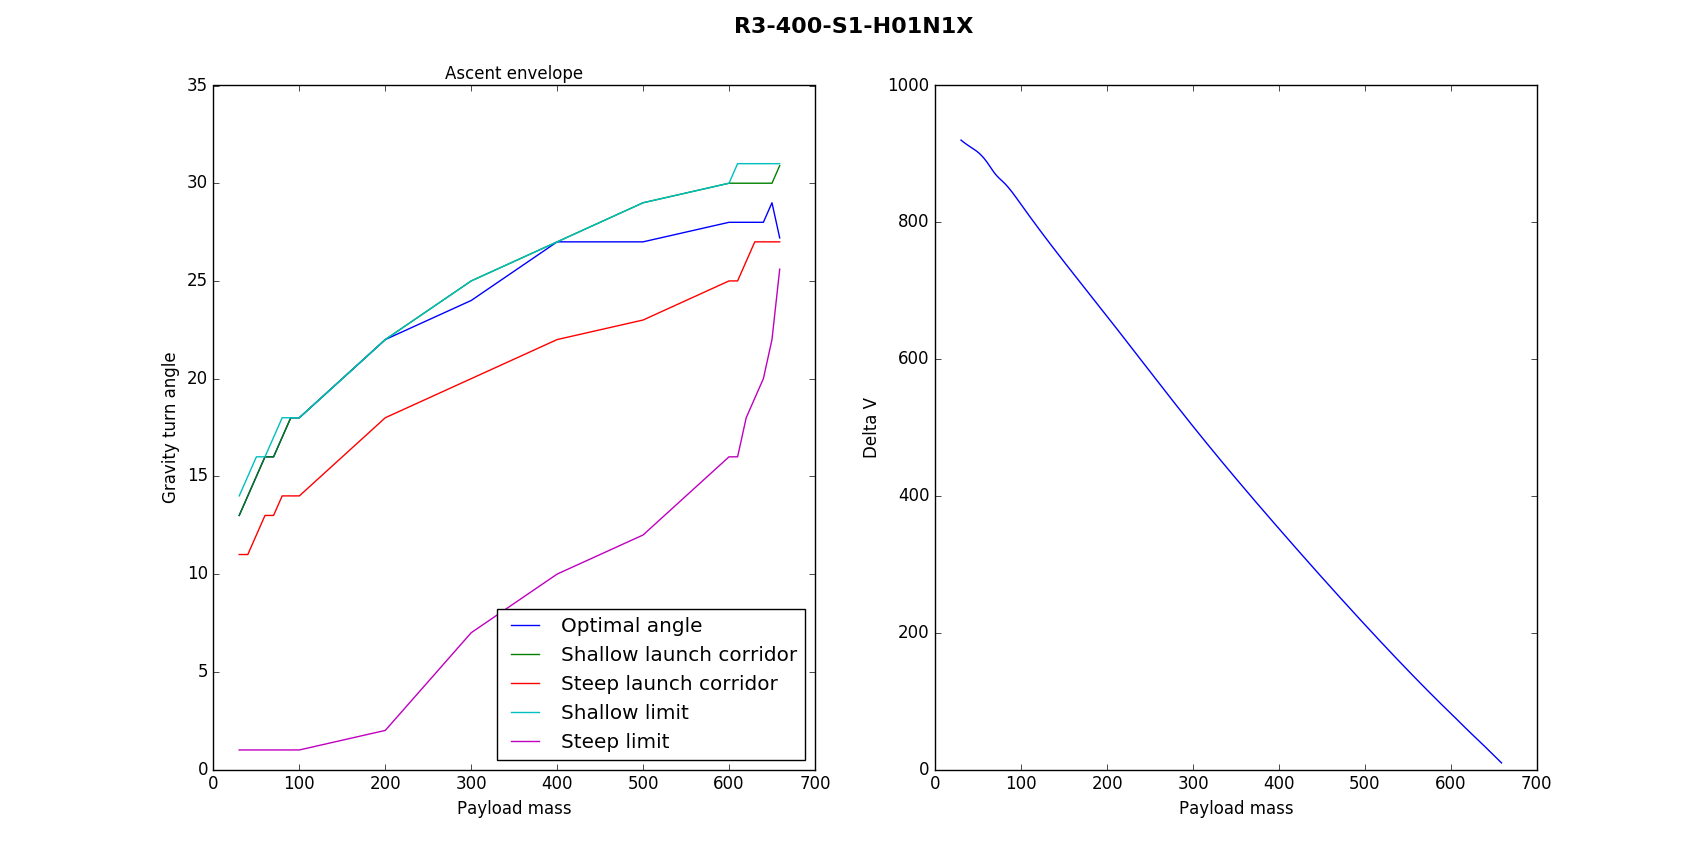 R3-400-S1-H01N1X
Ascent envelope
35
30
25
20
15
10
5
0
Gravity turn angle
0 100 200 300 400 500 600 700
Payload mass
Optimal angle
Shallow launch corridor
Steep launch corridor
Shallow limit
Steep limit
1000
800
600
400
200
0
Delta V
0 100 200 300 400 500 600 700
Payload mass